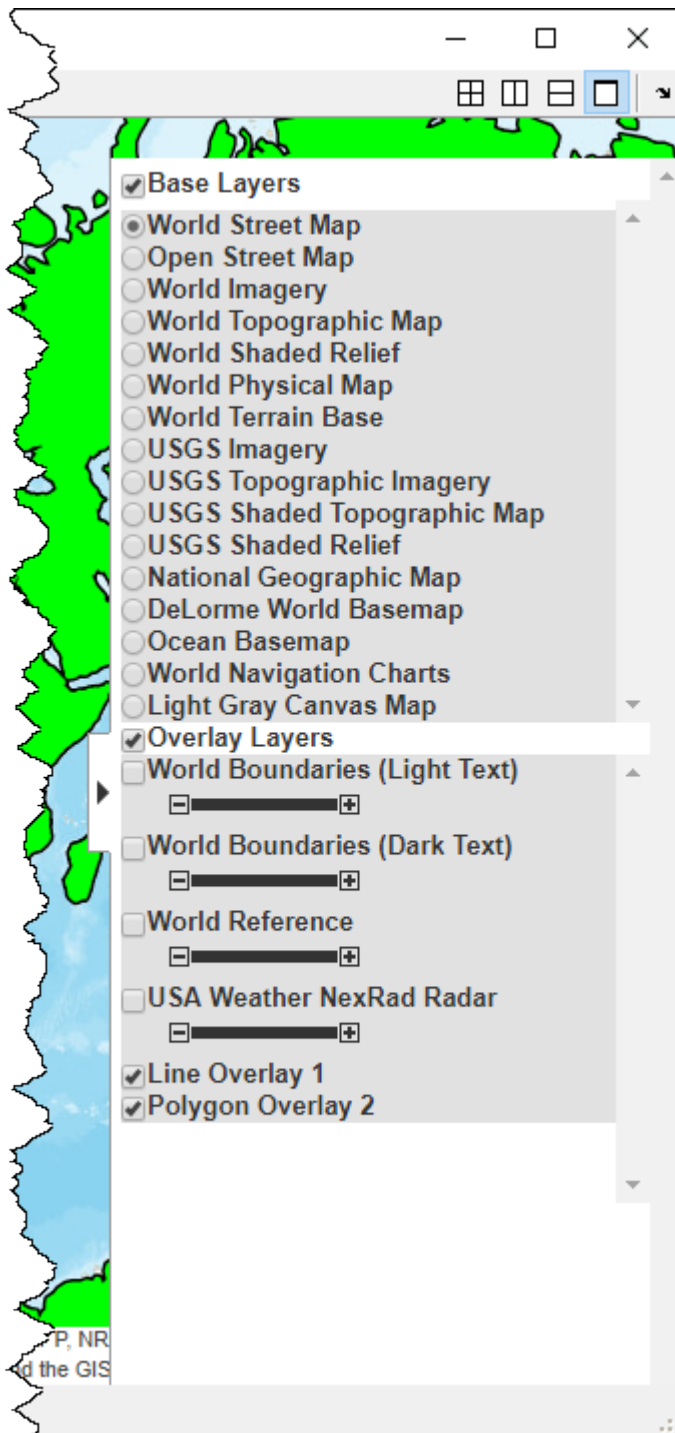 Base Layers
World Street Map
Open Street Map
World Imagery
World Topographic Map
World Shaded Relief
World Physical Map
World Terrain Base
USGS Imagery
USGS Topographic Imagery
USGS Shaded Topographic Map
USGS Shaded Relief
National Geographic Map
DeLorme World Basemap
Ocean Basemap
World Navigation Charts
Light Gray Canvas Map
Overlay Layers
World Boundaries (Light Text)
World Boundaries (Dark Text)
World Reference
USA Weather NexRad Radar
Line Overlay 1
Polygon Overlay 2
P, NR
the GIS